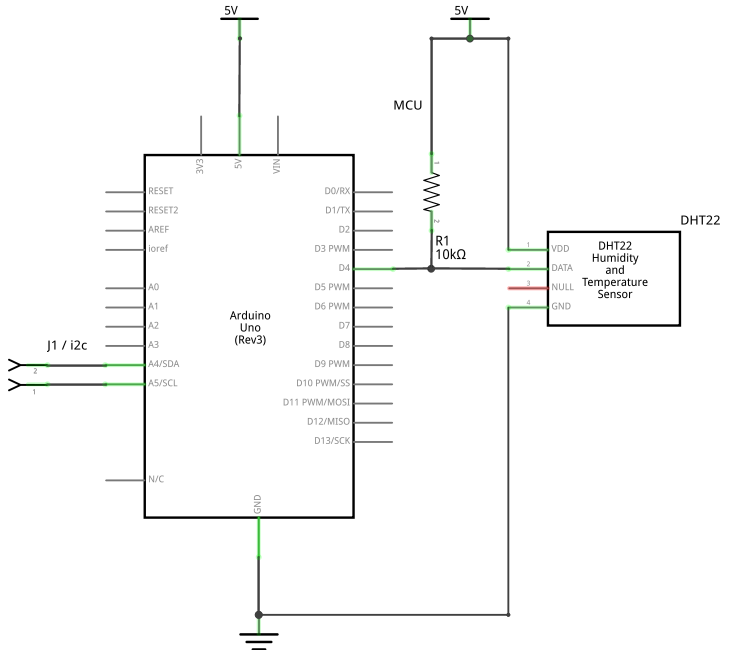 5V
5V
MCU
3V3
5V
VIN
RESET
RESET2
AREF
ioref
A0
A1
A2
A3
A4/SDA
A5/SCL
N/C
D0/RX
D1/TX
D2
D3 PWM
D4
D5 PWM
D6 PWM
D7
D8
D9 PWM
D10 PWM/SS
D11 PWM/MOSI
D12/MISO
D13/SCK
Arduino
Uno
(Rev3)
GND
J1 / i2c
2
1
1
2
R1
10kΩ
DHT22
1
2
3
4
VDD
DATA
NULL
GND
DHT22
Humidity
and
Temperature
Sensor